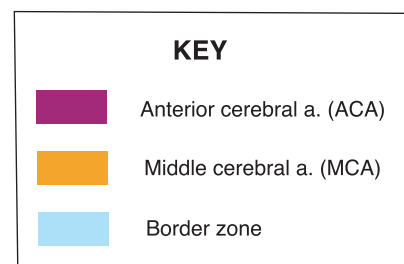 KEY
Anterior cerebral a. (ACA)
Middle cerebral a. (MCA)
Border zone